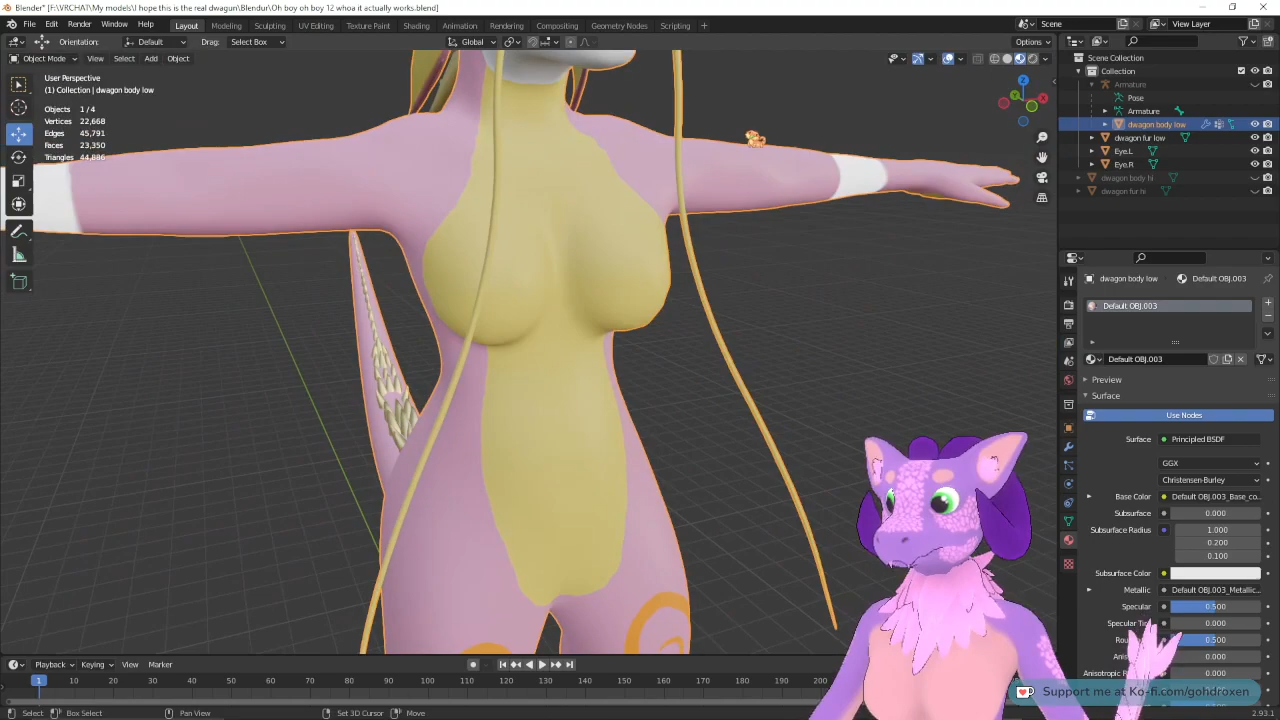 Blender* [F:\VRCHAT\My models\I hope this is the real dwagon\Blendur\Oh boy oh boy 12 whoa it actually works.blend]
File Edit Render Window Help Layout Modeling Sculpting UV Editing Texture Paint Shading Animation Rendering Compositing Geometry Nodes Scripting + Scene View Layer
Orientation: Default Drag: Select Box Global Options
Object Mode View Select Add Object
User Perspective
(1) Collection | dwagon body low
Objects 1 / 4
Vertices 22,668
Edges 45,791
Faces 23,350
Triangles 44,886
Z
X
Y
Scene Collection
Collection
Armature
Pose
Armature
dwagon body low
dwagon fur low
Eye.L
Eye.R
dwagon body hi
dwagon fur hi
dwagon body low Default OBJ.003
Default OBJ.003
Default OBJ.003
Preview
Surface
Use Nodes
Surface Principled BSDF
GGX
Christensen-Burley
Base Color Default OBJ.003_Base_co...
Subsurface 0.000
Subsurface Radius 1.000
0.200
0.100
Subsurface Color
Metallic Default OBJ.003_Metallic...
Specular 0.500
Specular Tint 0.000
0.500
0.000
Anisotropic 0.000
Support me at Ko-fi.com/gohdroxen
Playback Keying View Marker
1 10 20 30 40 50 60 70 80 90 100 110 120 130 140 150 160 170 180 190 200
Select Box Select Pan View Set 3D Cursor Move 2.93.1